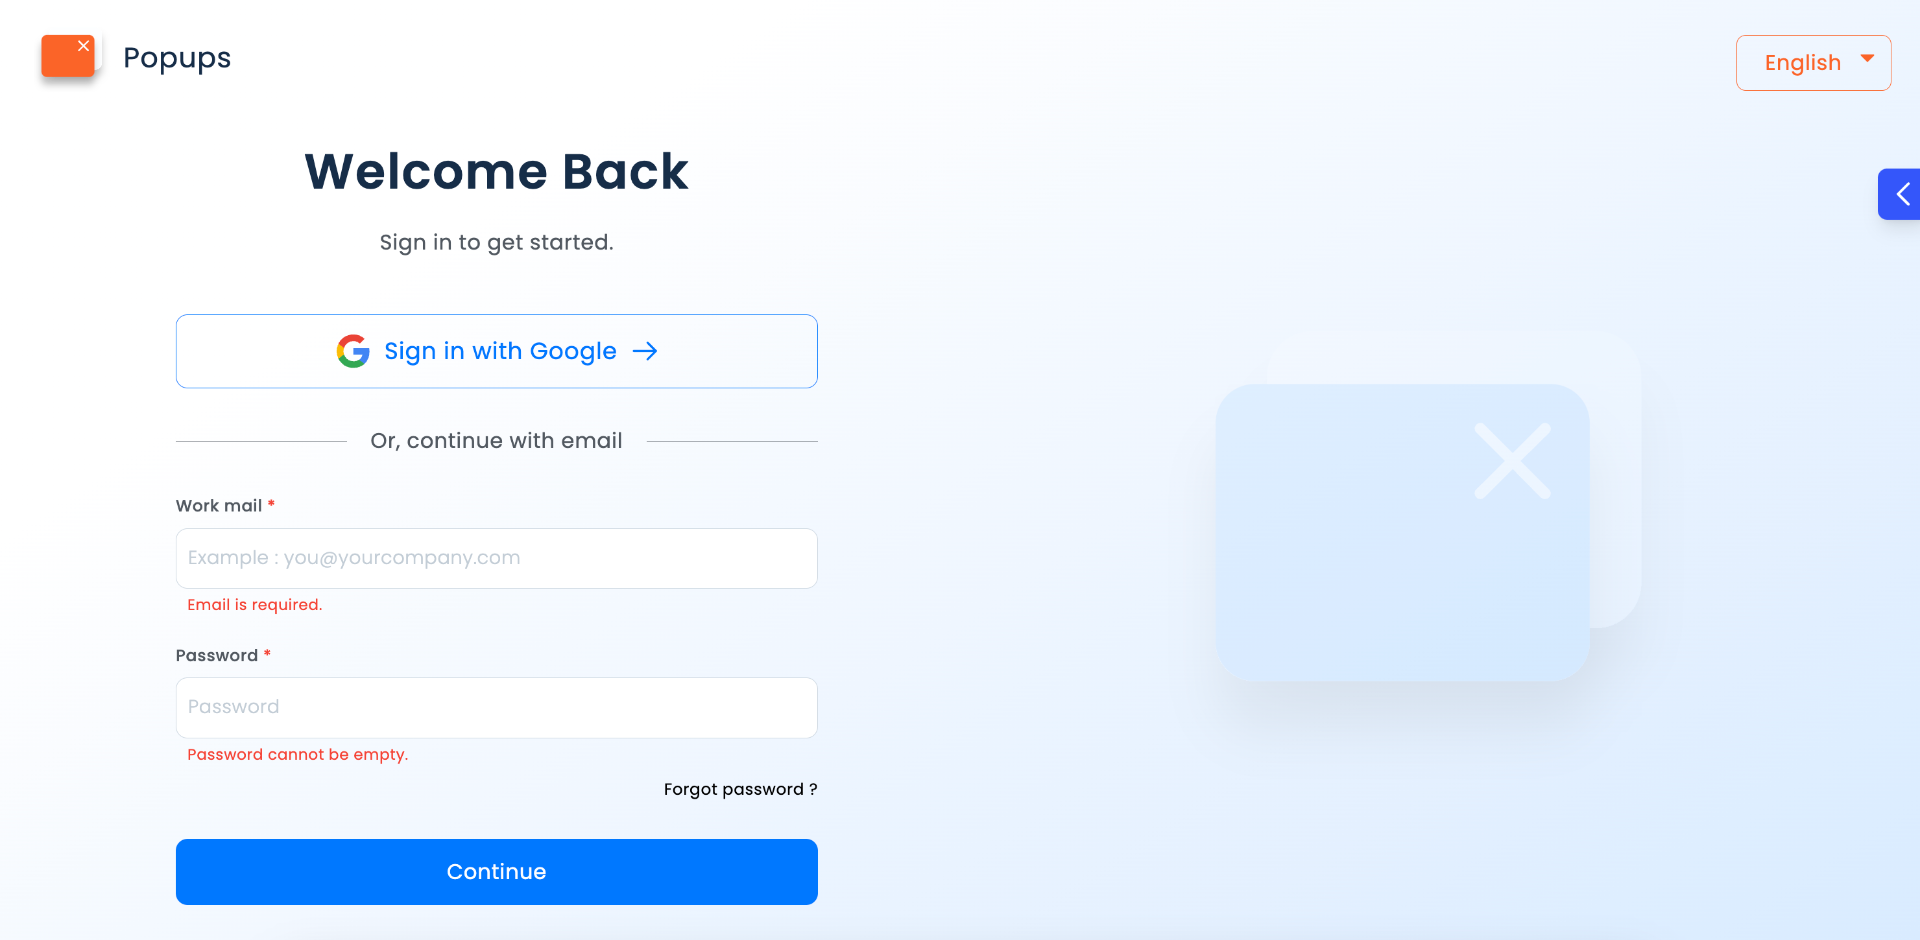 Popups
English
Welcome Back
Sign in to get started.
Sign in with Google
Or, continue with email
Work mail *
Example : you@yourcompany.com
Email is required.
Password *
Password
Password cannot be empty.
Forgot password ?
Continue